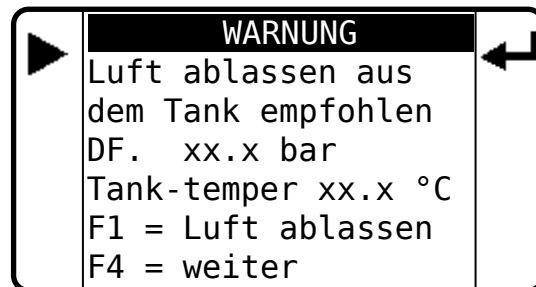 WARNUNG
Luft ablassen aus
dem Tank empfohlen
DF. xx.x bar
Tank-temper xx.x °C
F1 = Luft ablassen
F4 = weiter